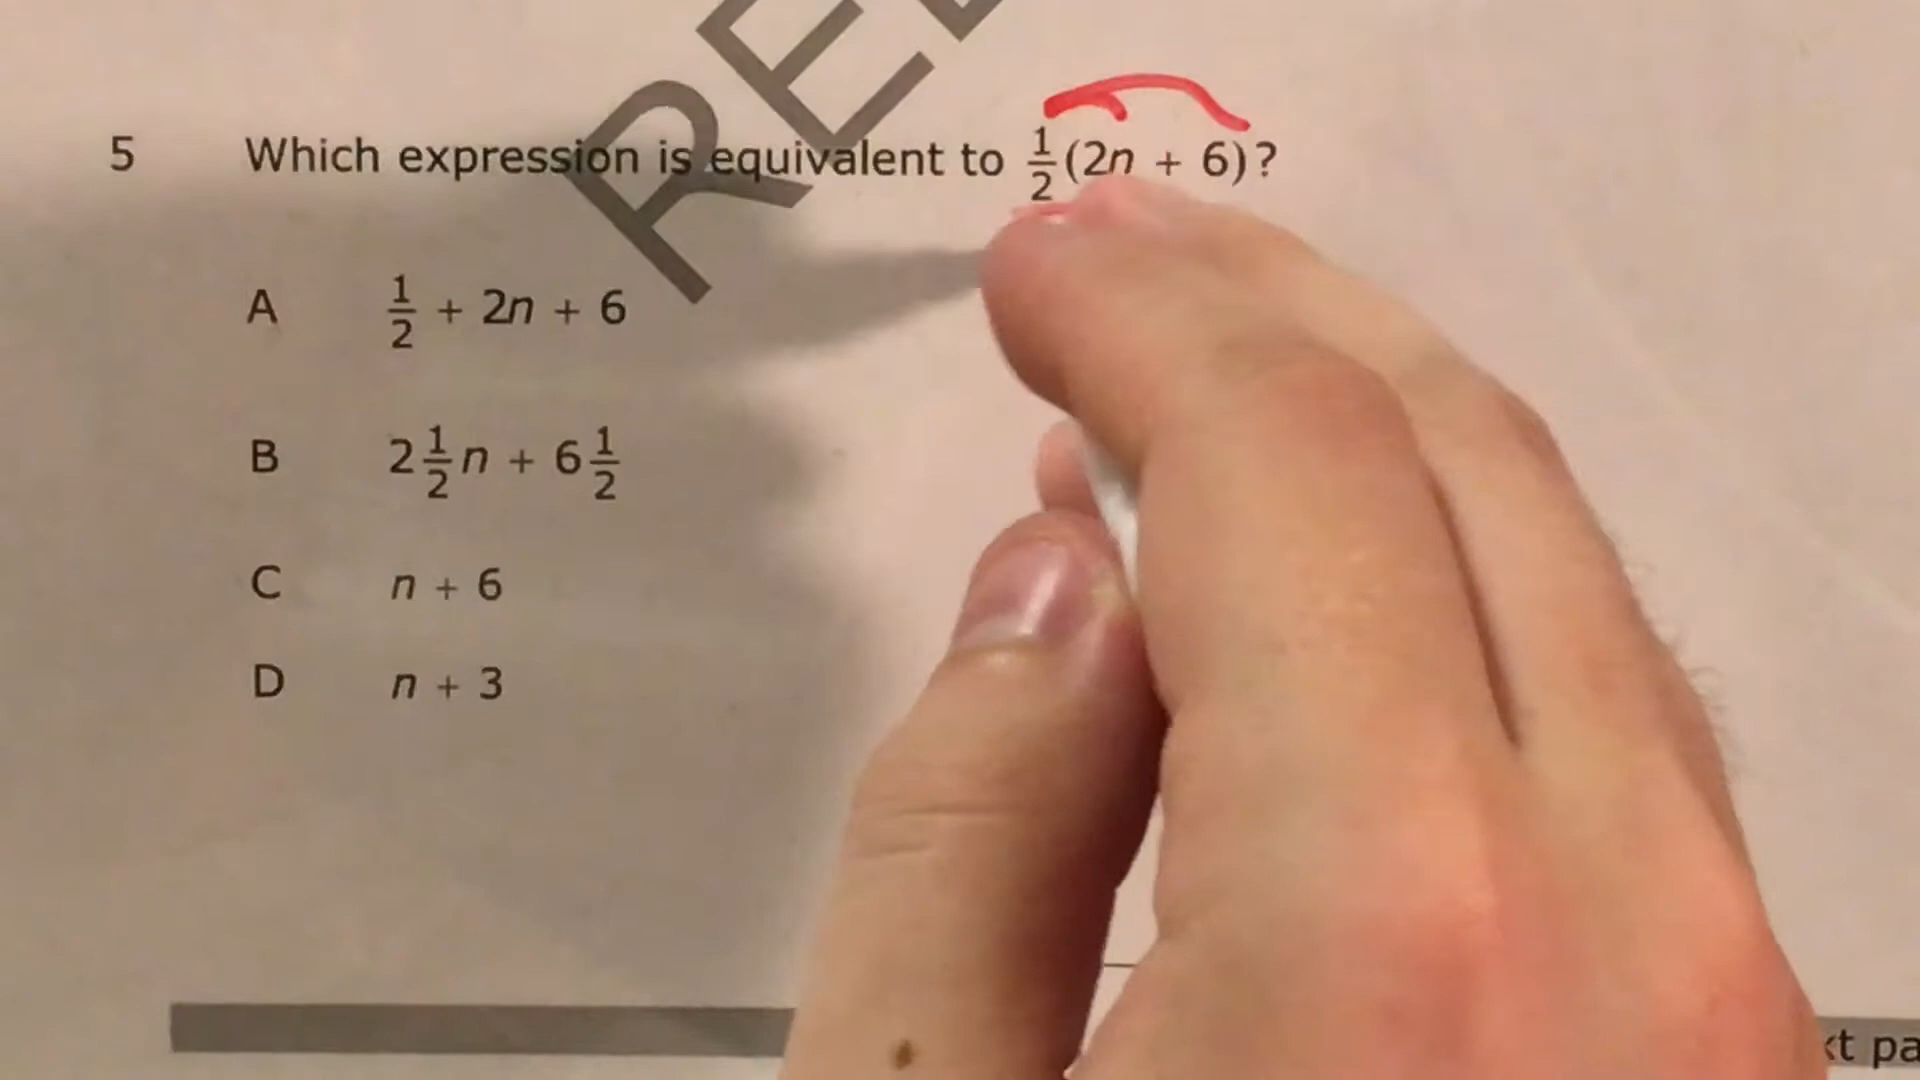 REL
5 Which expression is equivalent to ½(2n + 6)?
A ½ + 2n + 6
B 2½n + 6½
C n + 6
D n + 3